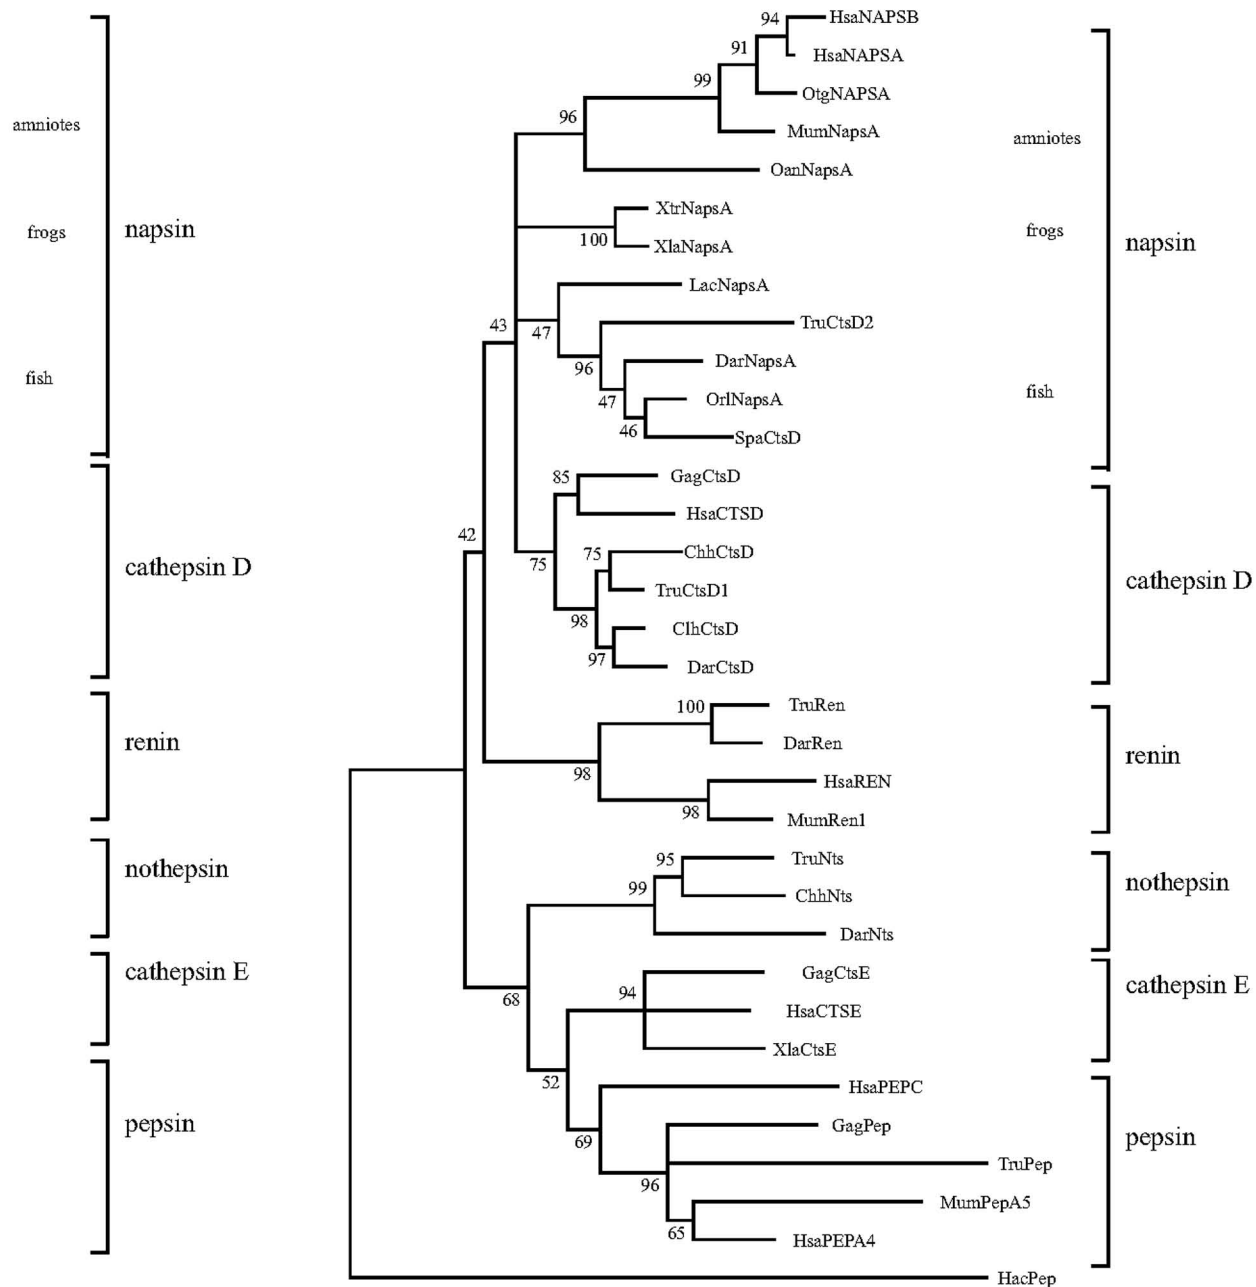 HsaNAPSB
94
HsaNAPSA
91
OtgNAPSA
99
MumNapsA
96
OanNapsA
amniotes
amniotes
XtrNapsA
XlaNapsA
100
frogs
napsin
frogs
napsin
LacNapsA
TruCtsD2
43
47
DarNapsA
96
fish
fish
OrlNapsA
47
SpaCtsD
46
GagCtsD
85
HsaCTSD
42
ChhCtsD
75
75
cathepsin D
cathepsin D
TruCtsD1
98
ClhCtsD
97
DarCtsD
TruRen
100
DarRen
renin
renin
98
HsaREN
98
MumRen1
TruNts
95
nothepsin
nothepsin
99
ChhNts
DarNts
cathepsin E
cathepsin E
GagCtsE
94
68
HsaCTSE
XlaCtsE
52
HsaPEPC
pepsin
pepsin
GagPep
69
TruPep
96
MumPepA5
65
HsaPEPA4
HacPep